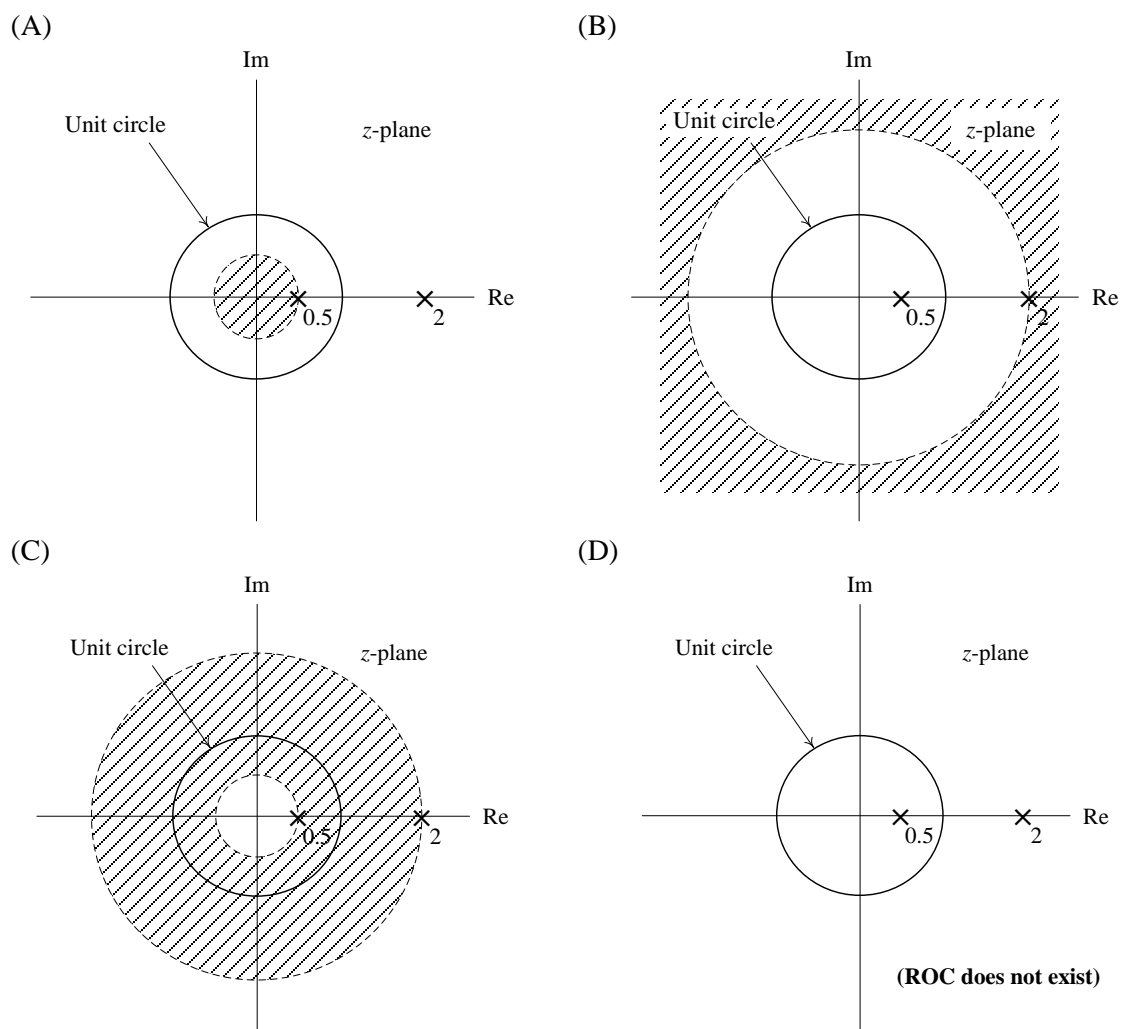 (A)
Im
Unit circle
z-plane
Re
0.5
2
(B)
Im
Unit circle
z-plane
Re
0.5
2
(C)
Im
Unit circle
z-plane
Re
0.5
2
(D)
Im
Unit circle
z-plane
Re
0.5
2
(ROC does not exist)